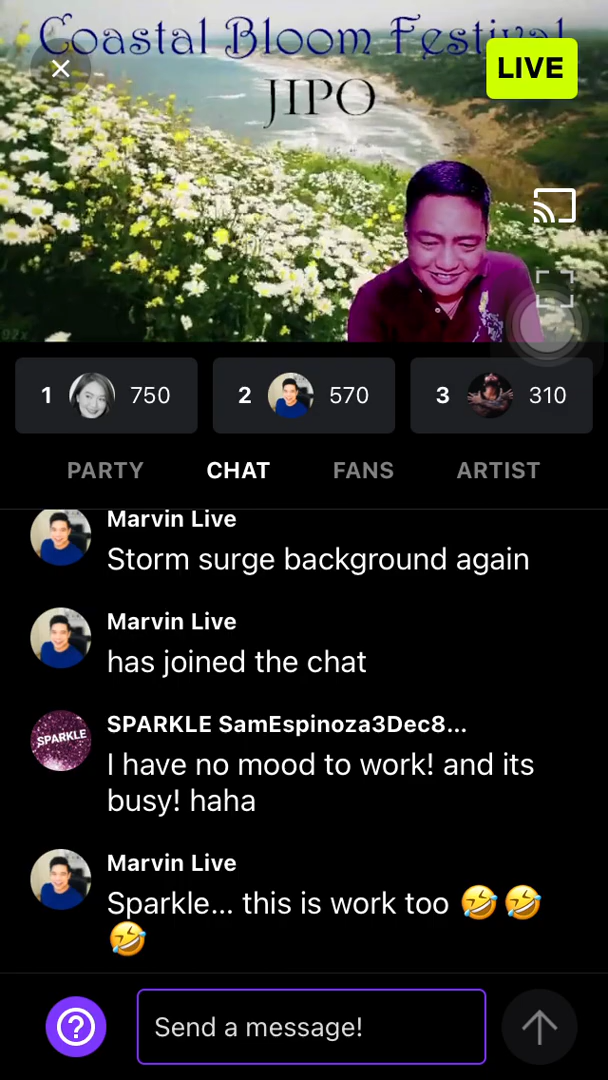 Coastal Bloom Festival
LIVE
JIPO
1 750
2 570
3 310
PARTY CHAT FANS ARTIST
Marvin Live
Storm surge background again
Marvin Live
has joined the chat
SPARKLE SamEspinoza3Dec8...
SPARKLE
I have no mood to work! and its
busy! haha
Marvin Live
Sparkle... this is work too 🤣🤣
🤣
Send a message!